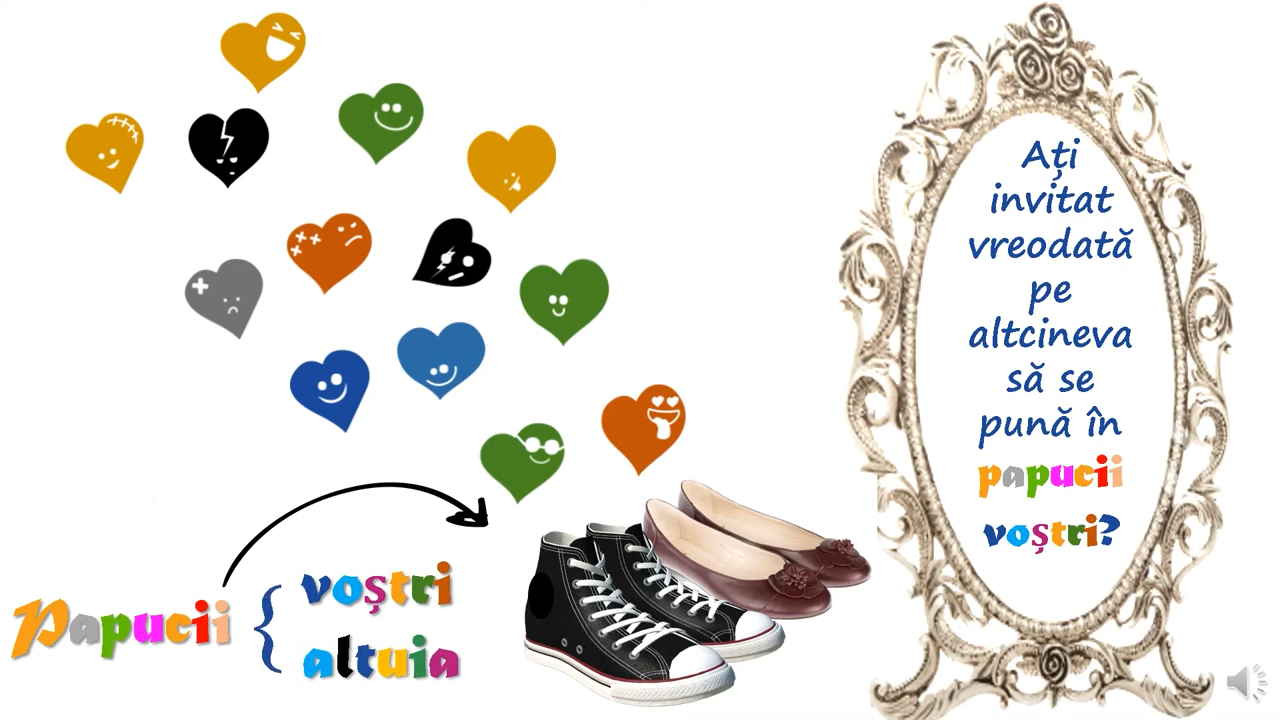 Ați
invitat
vreodată
pe
altcineva
să se
pună în
papucii
voștri?
Papucii
voștri
altuia